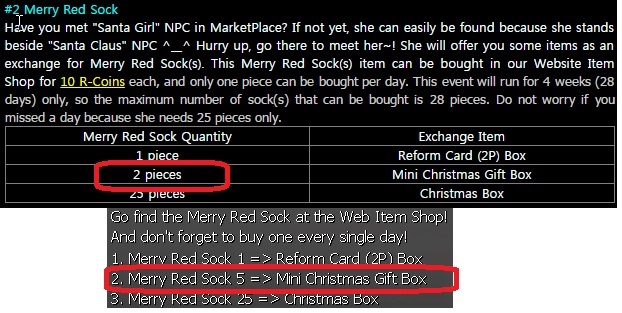 #2 Merry Red Sock
Have you met "Santa Girl" NPC in MarketPlace? If not yet, she can easily be found because she stands
beside "Santa Claus" NPC ^__^ Hurry up, go there to meet her~! She will offer you some items as an
exchange for Merry Red Sock(s). This Merry Red Sock(s) item can be bought in our Website Item
Shop for 10 R-Coins each, and only one piece can be bought per day. This event will run for 4 weeks (28
days) only, so the maximum number of sock(s) that can be bought is 28 pieces. Do not worry if you
missed a day because she needs 25 pieces only.
Merry Red Sock Quantity Exchange Item
1 piece Reform Card (2P) Box
2 pieces Mini Christmas Gift Box
25 pieces Christmas Box
Go find the Merry Red Sock at the Web Item Shop!
And don't forget to buy one every single day!
1. Merry Red Sock 1 => Reform Card (2P) Box
2. Merry Red Sock 5 => Mini Christmas Gift Box
3. Merry Red Sock 25 => Christmas Box